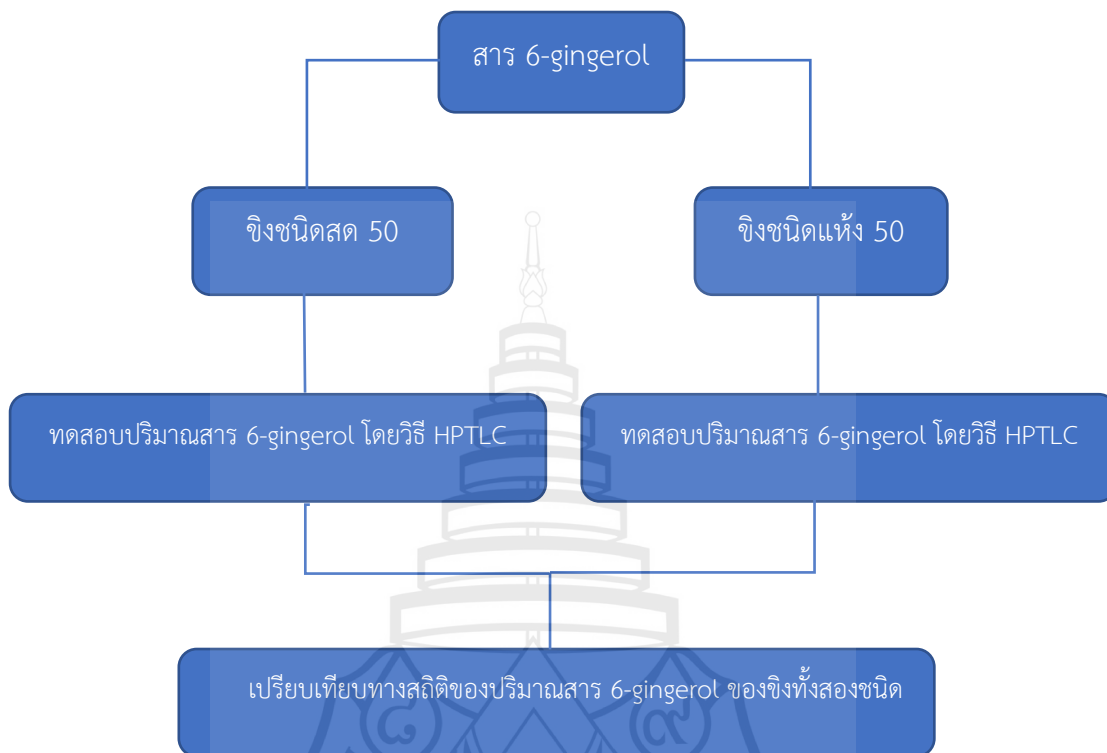 สาร 6-gingerol
ขิงชนิดสด 50
ขิงชนิดแห้ง 50
ทดสอบปริมาณสาร 6-gingerol โดยวิธี HPTLC
ทดสอบปริมาณสาร 6-gingerol โดยวิธี HPTLC
เปรียบเทียบทางสถิติของปริมาณสาร 6-gingerol ของขิงทั้งสองชนิด
๘ ๙